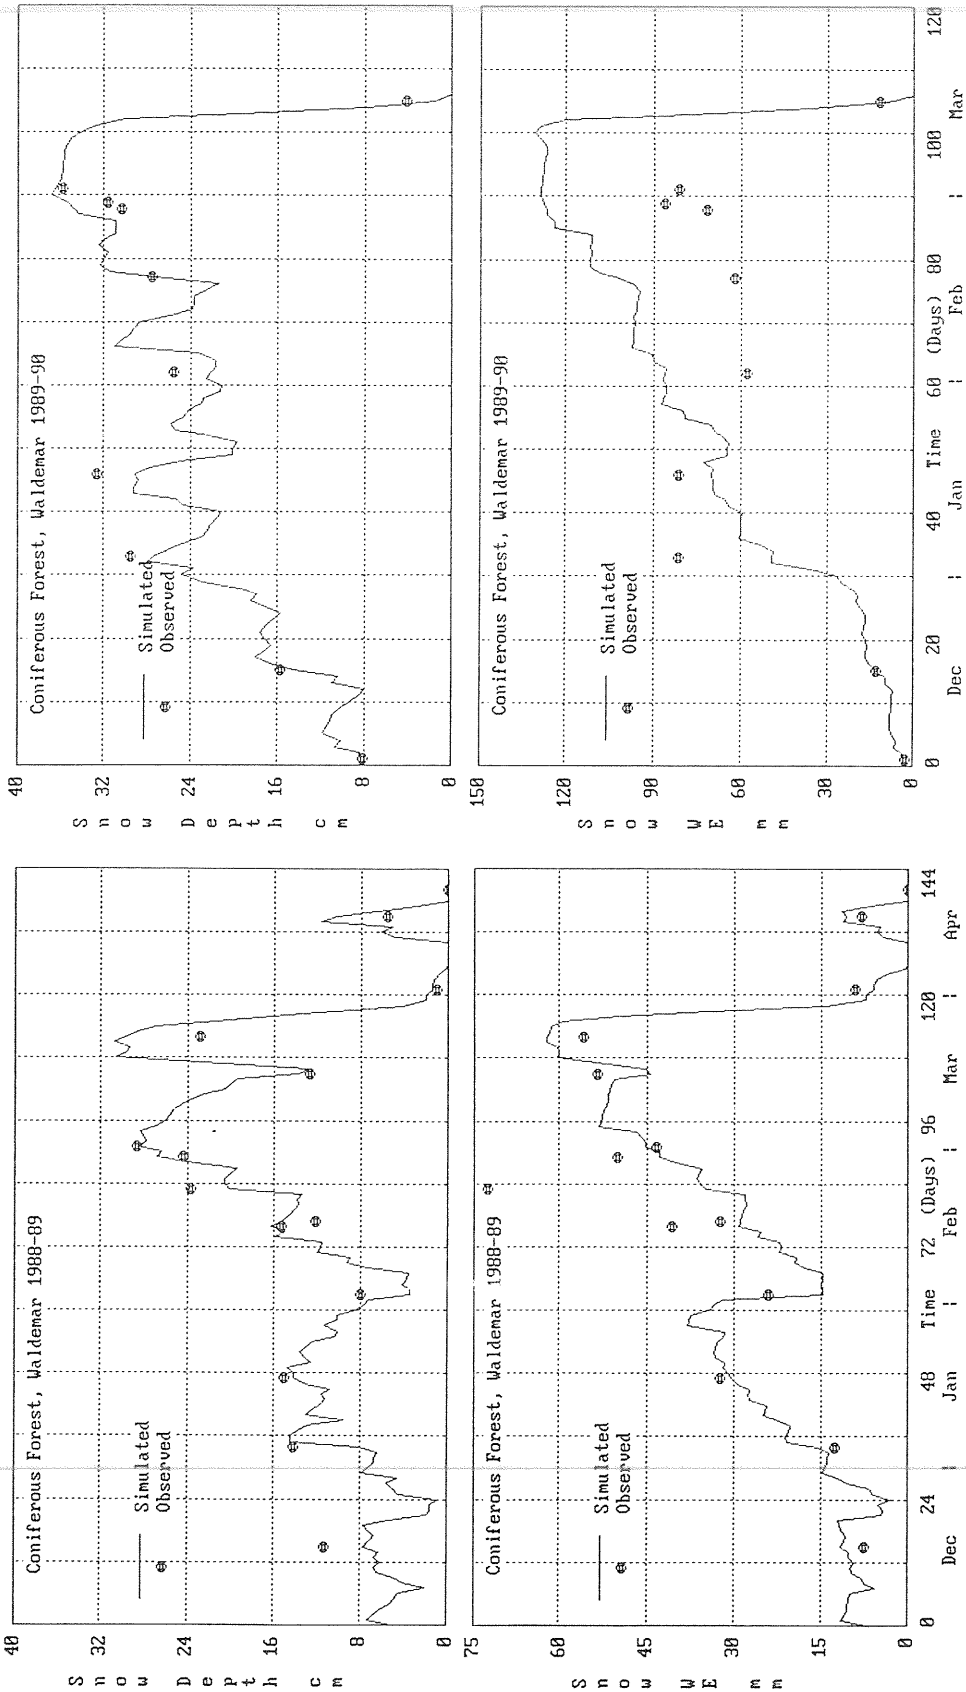 40
32
24
16
8
0
Snow Depth cm
Coniferous Forest, Waldemar 1988-89
Simulated
Observed
75
60
45
30
15
0
Snow WE mm
Coniferous Forest, Waldemar 1988-89
Simulated
Observed
0 24 48 72 96 120 144
Time (Days)
Dec ¦ Jan ¦ Feb ¦ Mar ¦ Apr
40
32
24
16
8
0
Snow Depth cm
Coniferous Forest, Waldemar 1989-90
Simulated
Observed
150
120
90
60
30
0
Snow WE mm
Coniferous Forest, Waldemar 1989-90
Simulated
Observed
0 20 40 60 80 100 120
Time (Days)
Dec ¦ Jan ¦ Feb ¦ Mar